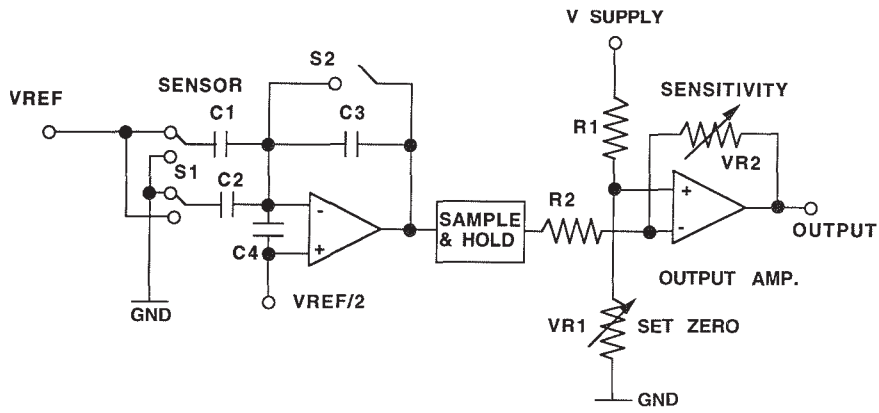 V SUPPLY
S2
SENSOR
VREF
C1
C3
SENSITIVITY
R1
VR2
S1
C2
R2
+
-
-
+
C4
SAMPLE
& HOLD
OUTPUT
OUTPUT AMP.
VREF/2
GND
VR1
SET ZERO
GND